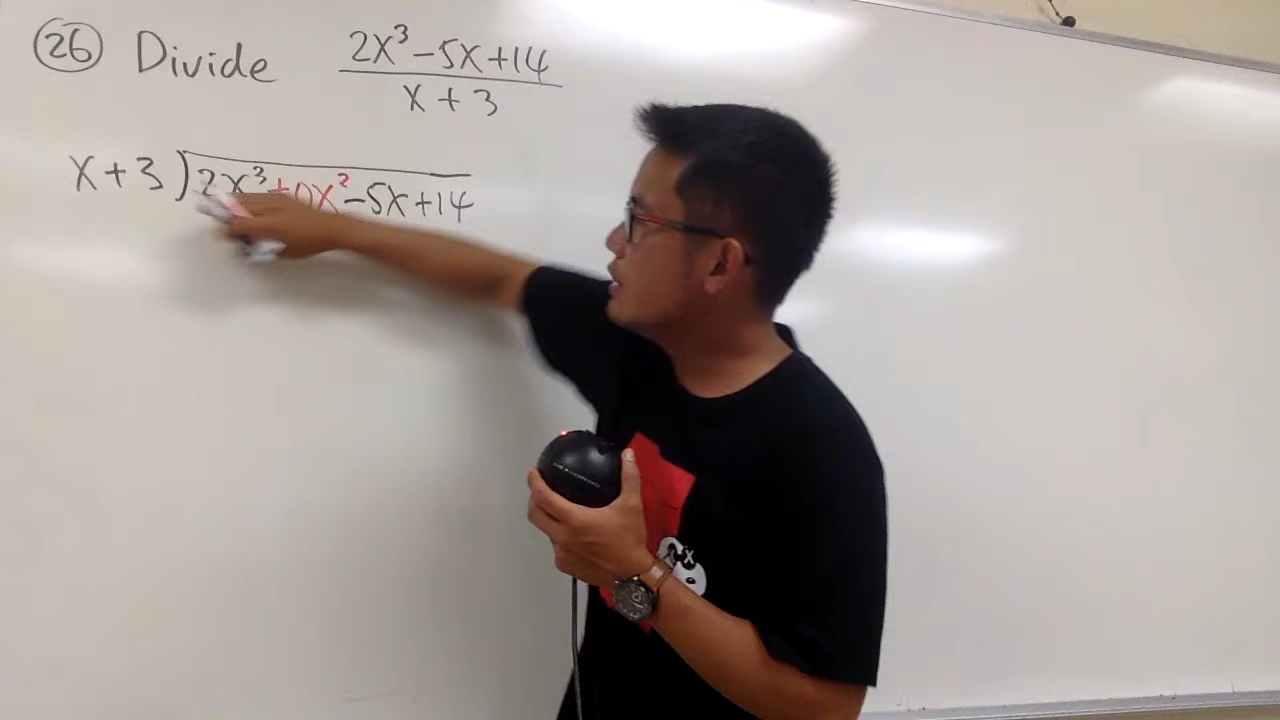 26 Divide 2x³ - 5x + 14
x + 3
x + 3 ) 2x³ + 0x² - 5x + 14